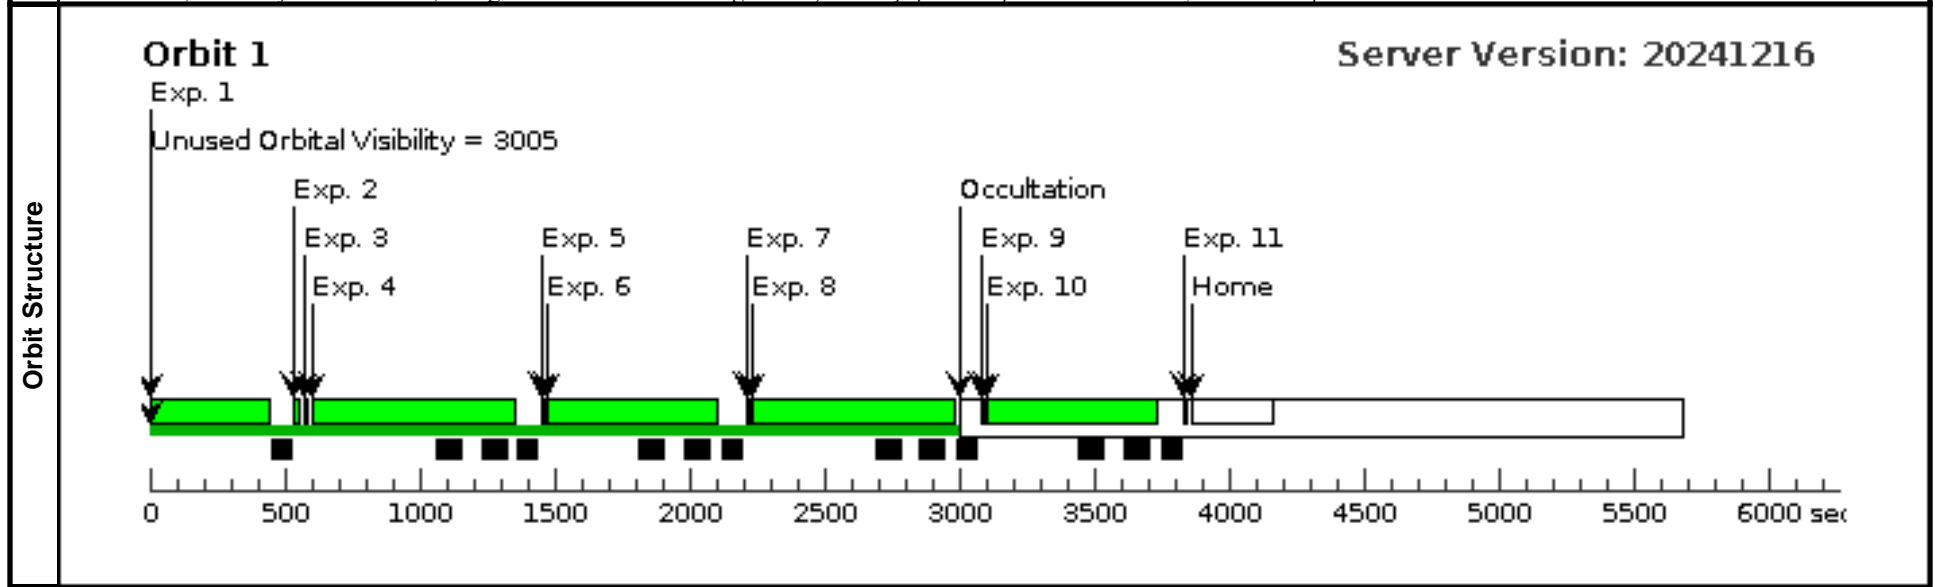 Orbit Structure
Orbit 1
Server Version: 20241216
Exp. 1
Unused Orbital Visibility = 3005
Exp. 2
Occultation
Exp. 3
Exp. 5
Exp. 7
Exp. 9
Exp. 11
Exp. 4
Exp. 6
Exp. 8
Exp. 10
Home
0 500 1000 1500 2000 2500 3000 3500 4000 4500 5000 5500 6000 sec